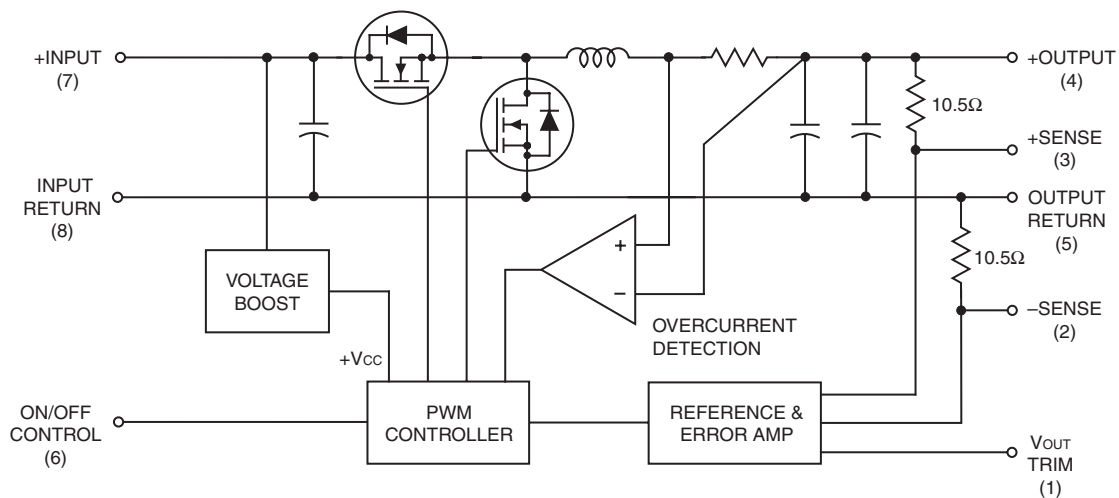 +INPUT
(7)
+OUTPUT
(4)
10.5Ω
+SENSE
(3)
INPUT
RETURN
(8)
OUTPUT
RETURN
(5)
VOLTAGE
BOOST
+
–
10.5Ω
–SENSE
(2)
OVERCURRENT
DETECTION
+VCC
ON/OFF
CONTROL
(6)
PWM
CONTROLLER
REFERENCE &
ERROR AMP
VOUT
TRIM
(1)